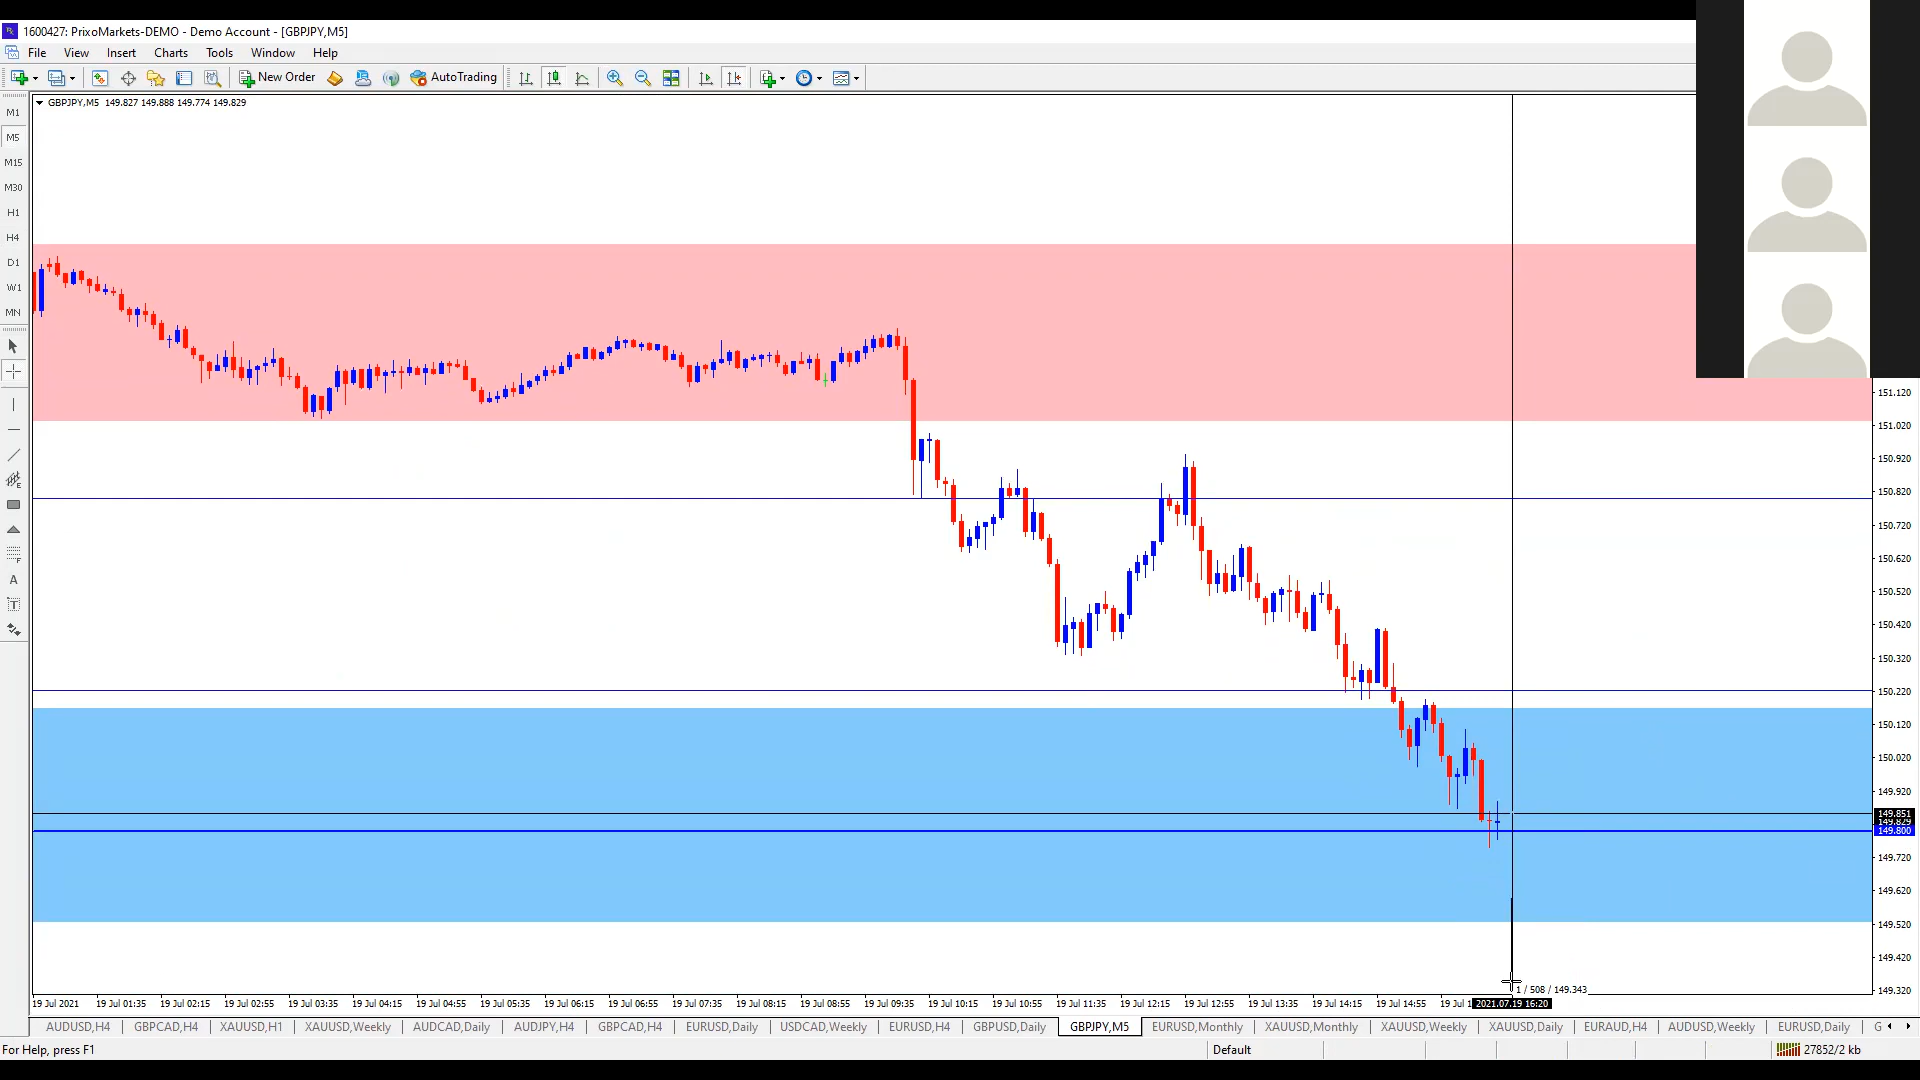 1600427: PrixoMarkets-DEMO - Demo Account - [GBPJPY,M5]
File View Insert Charts Tools Window Help
New Order AutoTrading
GBPJPY,M5 149.827 149.888 149.774 149.829
M1
M5
M15
M30
H1
H4
D1
W1
MN
A
T
151.120
151.020
150.920
150.820
150.720
150.620
150.520
150.420
150.320
150.220
150.120
150.020
149.920
149.851
149.829
149.800
149.720
149.620
149.520
149.420
149.320
1 / 508 / 149.343
19 Jul 2021 19 Jul 01:35 19 Jul 02:15 19 Jul 02:55 19 Jul 03:35 19 Jul 04:15 19 Jul 04:55 19 Jul 05:35 19 Jul 06:15 19 Jul 06:55 19 Jul 07:35 19 Jul 08:15 19 Jul 08:55 19 Jul 09:35 19 Jul 10:15 19 Jul 10:55 19 Jul 11:35 19 Jul 12:15 19 Jul 12:55 19 Jul 13:35 19 Jul 14:15 19 Jul 14:55 19 Jul 1 2021.07.19 16:20
AUDUSD,H4 GBPCAD,H4 XAUUSD,H1 XAUUSD,Weekly AUDCAD,Daily AUDJPY,H4 GBPCAD,H4 EURUSD,Daily USDCAD,Weekly EURUSD,H4 GBPUSD,Daily GBPJPY,M5 EURUSD,Monthly XAUUSD,Monthly XAUUSD,Weekly XAUUSD,Daily EURAUD,H4 AUDUSD,Weekly EURUSD,Daily G
For Help, press F1 Default 27852/2 kb